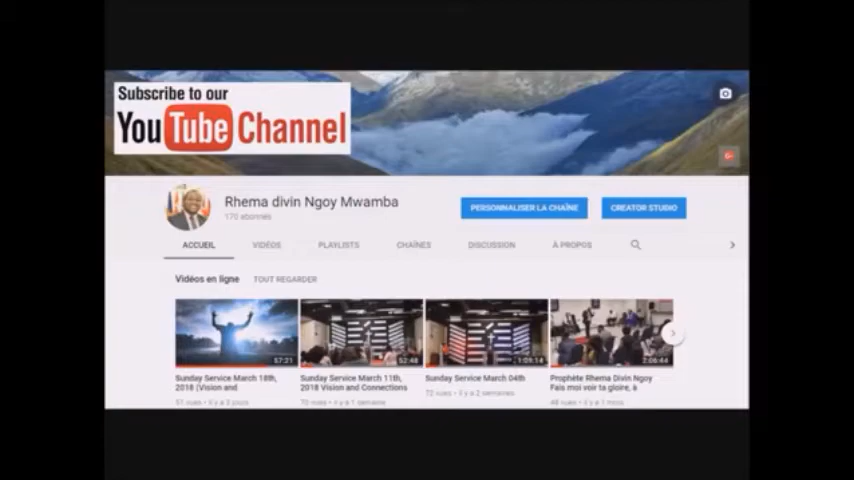 Subscribe to our
YouTube Channel
Rhema divin Ngoy Mwamba
170 abonnés
PERSONNALISER LA CHAÎNE
CREATOR STUDIO
ACCUEIL
VIDÉOS
PLAYLISTS
CHAÎNES
DISCUSSION
À PROPOS
Vidéos en ligne
TOUT REGARDER
57:21
52:48
1:09:14
2:06:44
Sunday Service March 18th,
2018 (Vision and
51 vues • il y a 3 jours
Sunday Service March 11th,
2018 Vision and Connections
70 vues • il y a 1 semaine
Sunday Service March 04th
72 vues • il y a 2 semaines
Prophète Rhema Divin Ngoy
Fais moi voir ta gloire, à
48 vues • il y a 1 mois